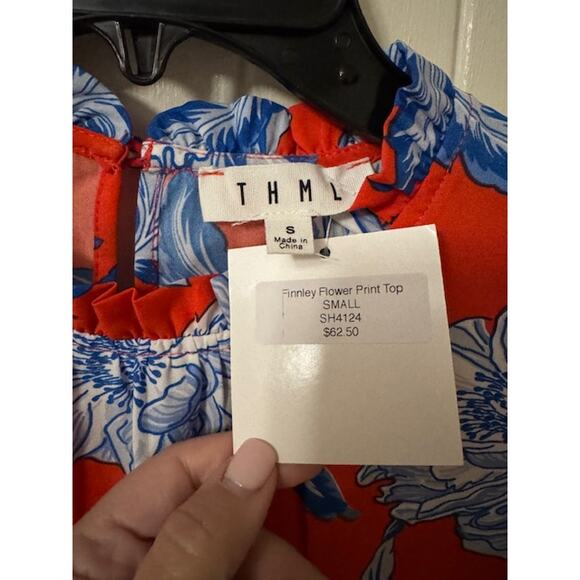 THML
S
Made in
China
Finnley Flower Print Top
SMALL
SH4124
$62.50